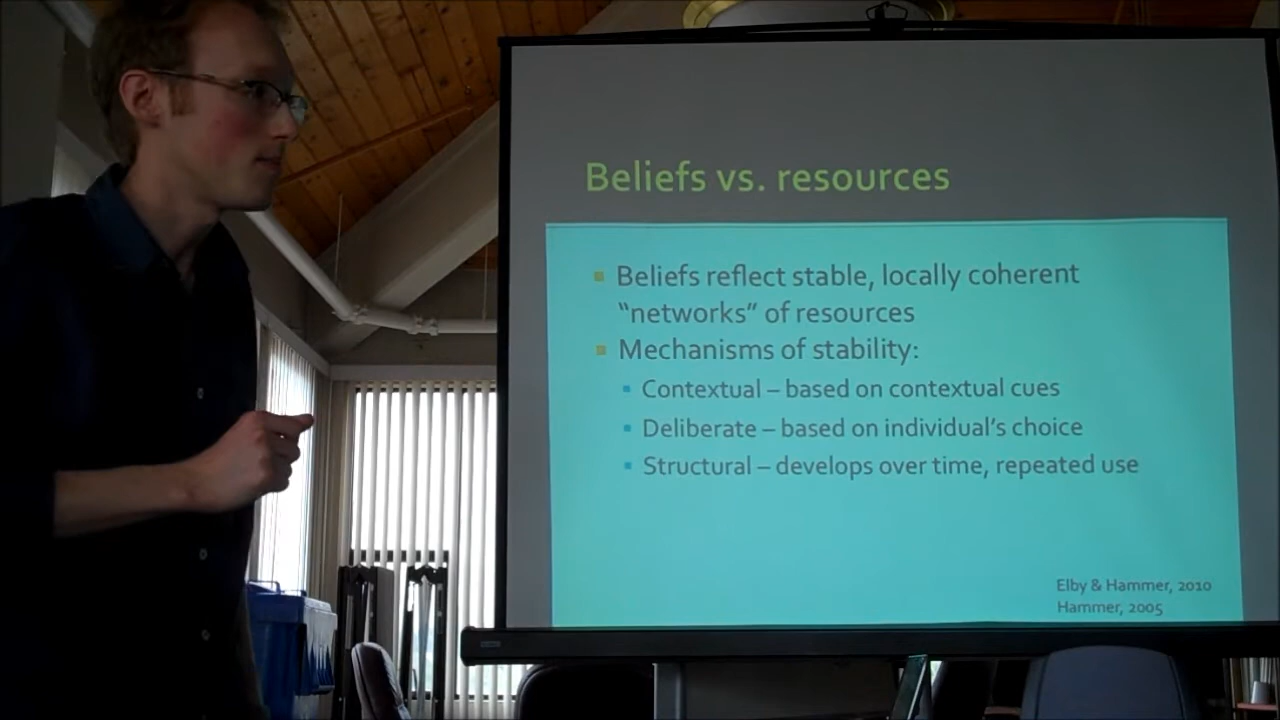 Beliefs vs. resources
Beliefs reflect stable, locally coherent
“networks” of resources
Mechanisms of stability:
Contextual – based on contextual cues
Deliberate – based on individual’s choice
Structural – develops over time, repeated use
Elby & Hammer, 2010
Hammer, 2005